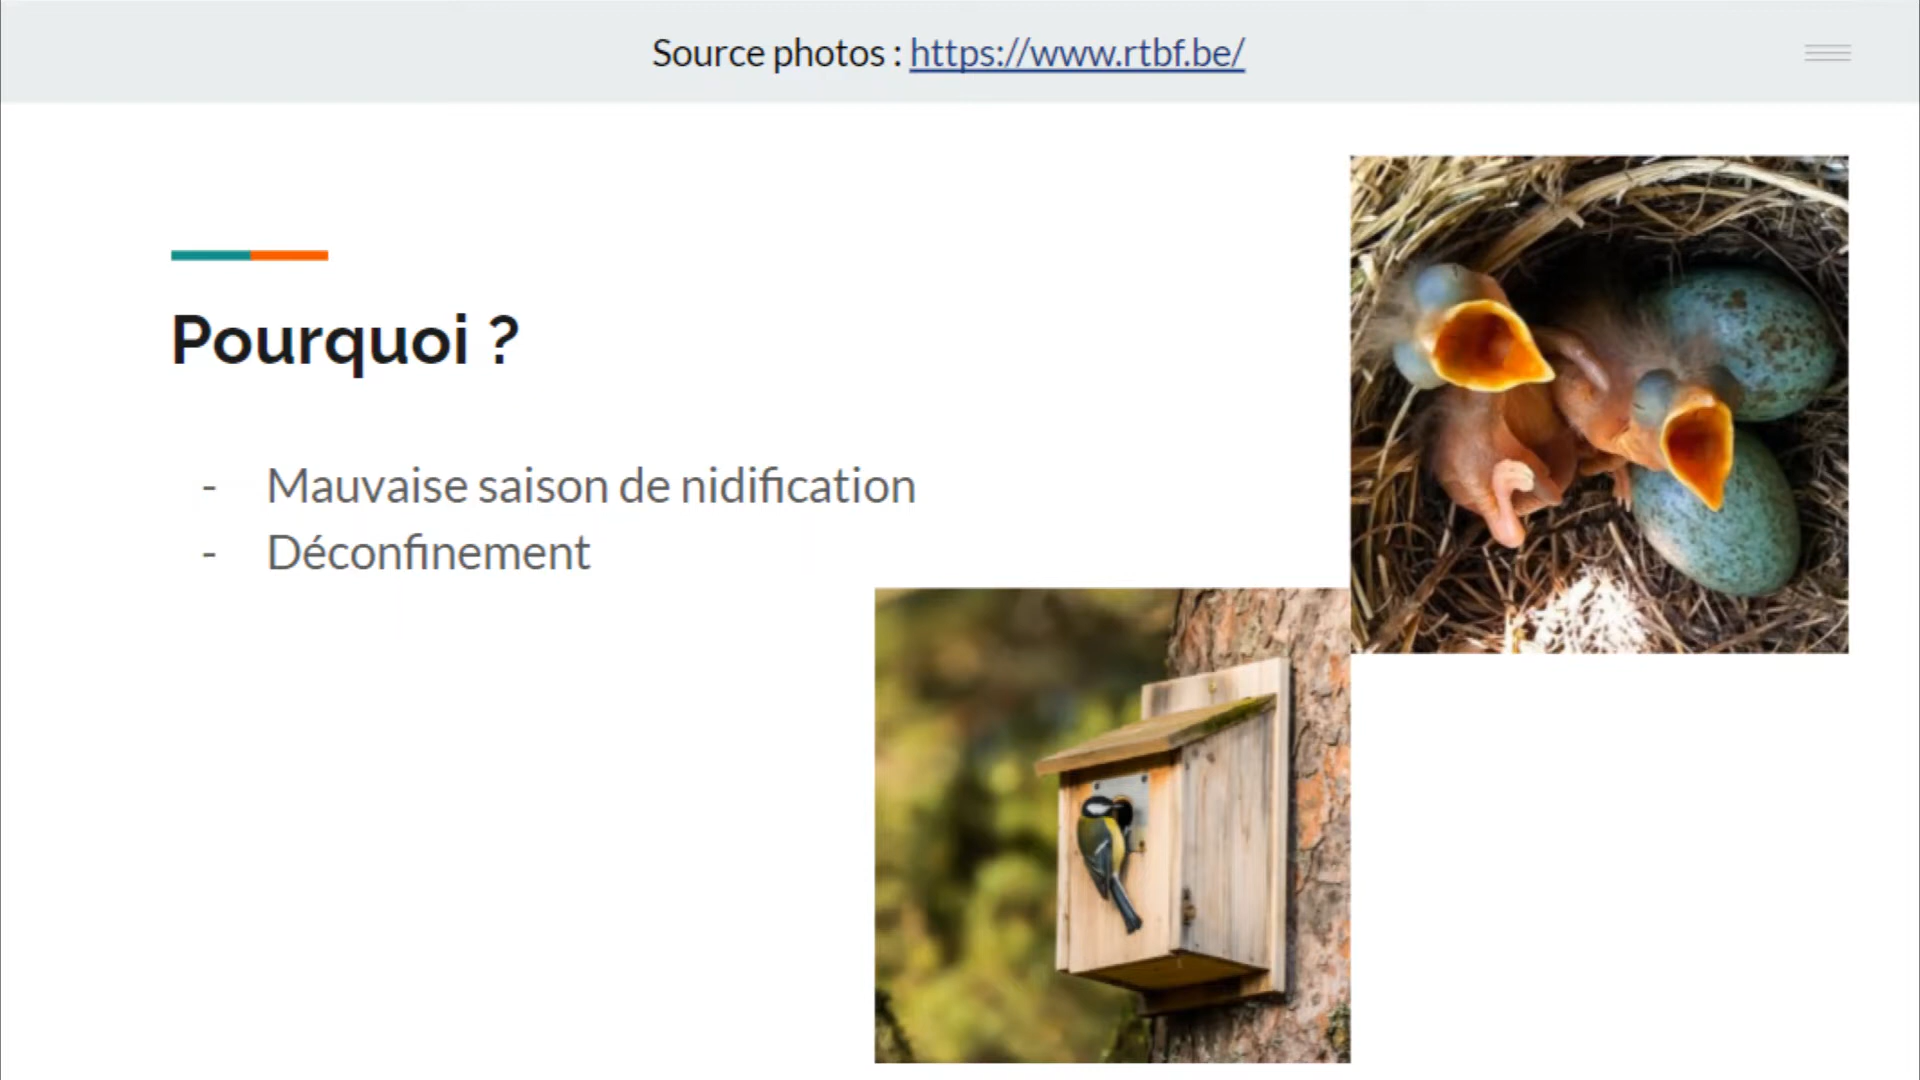 Source photos : https://www.rtbf.be/
Pourquoi ?
- Mauvaise saison de nidification
- Déconfinement